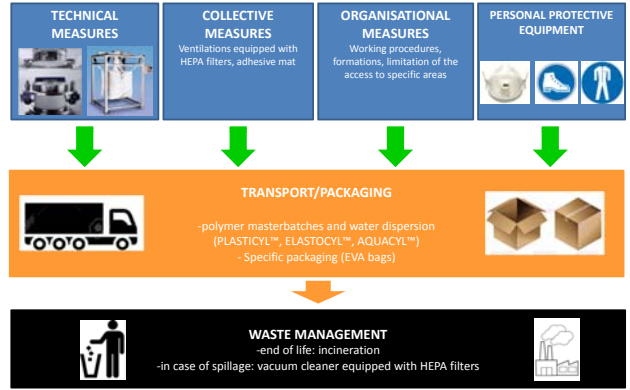 TECHNICAL
MEASURES
COLLECTIVE
MEASURES
Ventilations equipped with
HEPA filters, adhesive mat
ORGANISATIONAL
MEASURES
Working procedures,
formations, limitation of the
access to specific areas
PERSONAL PROTECTIVE
EQUIPMENT
TRANSPORT/PACKAGING
-polymer masterbatches and water dispersion
(PLASTICYL™, ELASTOCYL™, AQUACYL™)
- Specific packaging (EVA bags)
WASTE MANAGEMENT
-end of life: incineration
-in case of spillage: vacuum cleaner equipped with HEPA filters